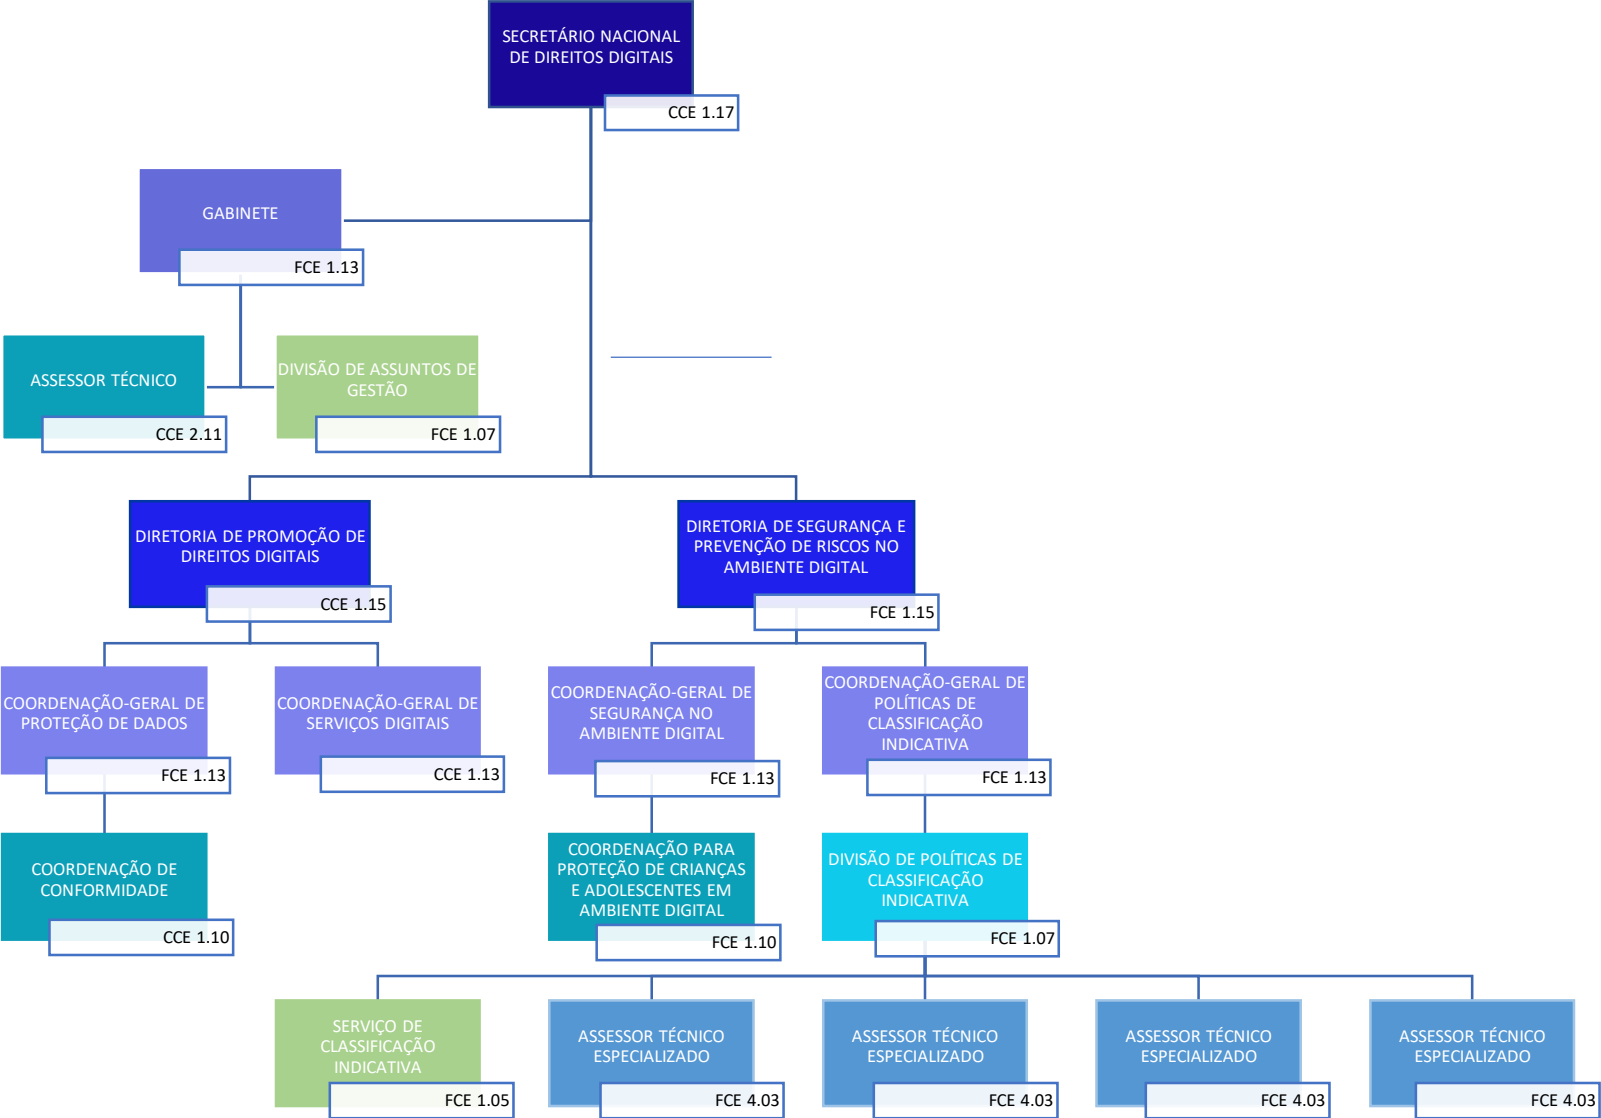 SECRETÁRIO NACIONAL
DE DIREITOS DIGITAIS
CCE 1.17
GABINETE
FCE 1.13
ASSESSOR TÉCNICO
CCE 2.11
DIVISÃO DE ASSUNTOS DE
GESTÃO
FCE 1.07
DIRETORIA DE PROMOÇÃO DE
DIREITOS DIGITAIS
CCE 1.15
DIRETORIA DE SEGURANÇA E
PREVENÇÃO DE RISCOS NO
AMBIENTE DIGITAL
FCE 1.15
COORDENAÇÃO-GERAL DE
PROTEÇÃO DE DADOS
FCE 1.13
COORDENAÇÃO-GERAL DE
SERVIÇOS DIGITAIS
CCE 1.13
COORDENAÇÃO-GERAL DE
SEGURANÇA NO
AMBIENTE DIGITAL
FCE 1.13
COORDENAÇÃO-GERAL DE
POLÍTICAS DE
CLASSIFICAÇÃO
INDICATIVA
FCE 1.13
COORDENAÇÃO DE
CONFORMIDADE
CCE 1.10
COORDENAÇÃO PARA
PROTEÇÃO DE CRIANÇAS
E ADOLESCENTES EM
AMBIENTE DIGITAL
FCE 1.10
DIVISÃO DE POLÍTICAS DE
CLASSIFICAÇÃO
INDICATIVA
FCE 1.07
SERVIÇO DE
CLASSIFICAÇÃO
INDICATIVA
FCE 1.05
ASSESSOR TÉCNICO
ESPECIALIZADO
FCE 4.03
ASSESSOR TÉCNICO
ESPECIALIZADO
FCE 4.03
ASSESSOR TÉCNICO
ESPECIALIZADO
FCE 4.03
ASSESSOR TÉCNICO
ESPECIALIZADO
FCE 4.03